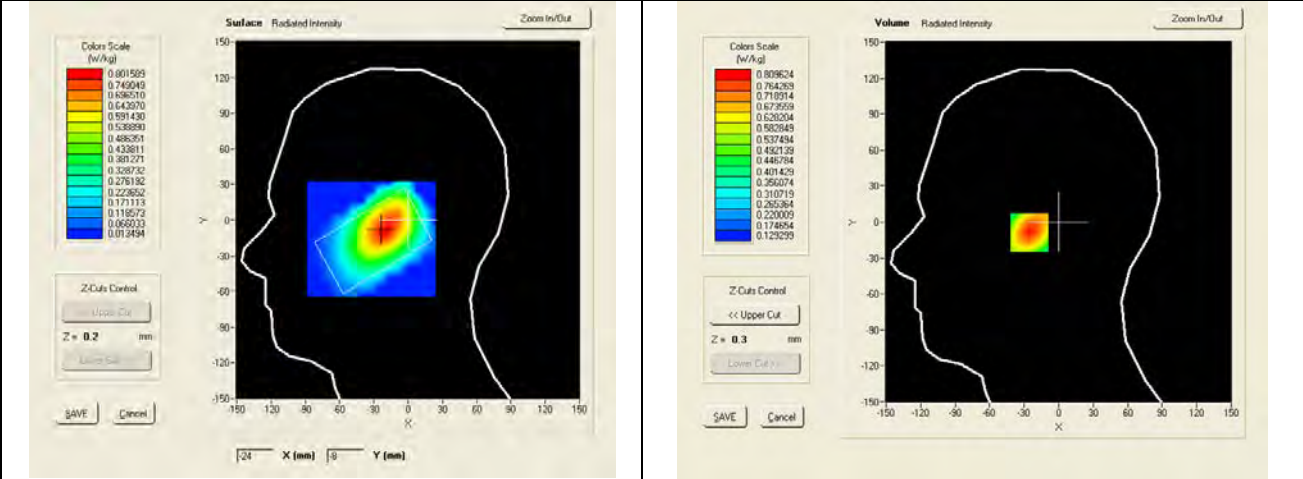 Surface Radiated Intensity
Zoom In/Out
Colors Scale
(W/kg)
0.801589
0.749049
0.696510
0.643970
0.591430
0.538890
0.486351
0.433811
0.381271
0.328732
0.276192
0.223652
0.171113
0.118573
0.066033
0.013494
Z-Cuts Control
<< Upper Cut
Z = 0.2 mm
SAVE Cancel
150
120
90
60
30
0
-30
-60
-90
-120
-150
Y
-150 -120 -90 -60 -30 0 30 60 90 120 150
X
-24 X (mm) -8 Y (mm)
Volume Radiated Intensity
Zoom In/Out
Colors Scale
(W/kg)
0.809624
0.764269
0.718914
0.673559
0.628204
0.582849
0.537494
0.492139
0.446784
0.401429
0.356074
0.310719
0.265364
0.220009
0.174654
0.129299
Z-Cuts Control
<< Upper Cut
Z = 0.3 mm
Lower Cut >>
SAVE Cancel
150
120
90
60
30
0
-30
-60
-90
-120
-150
Y
-150 -120 -90 -60 -30 0 30 60 90 120 150
X